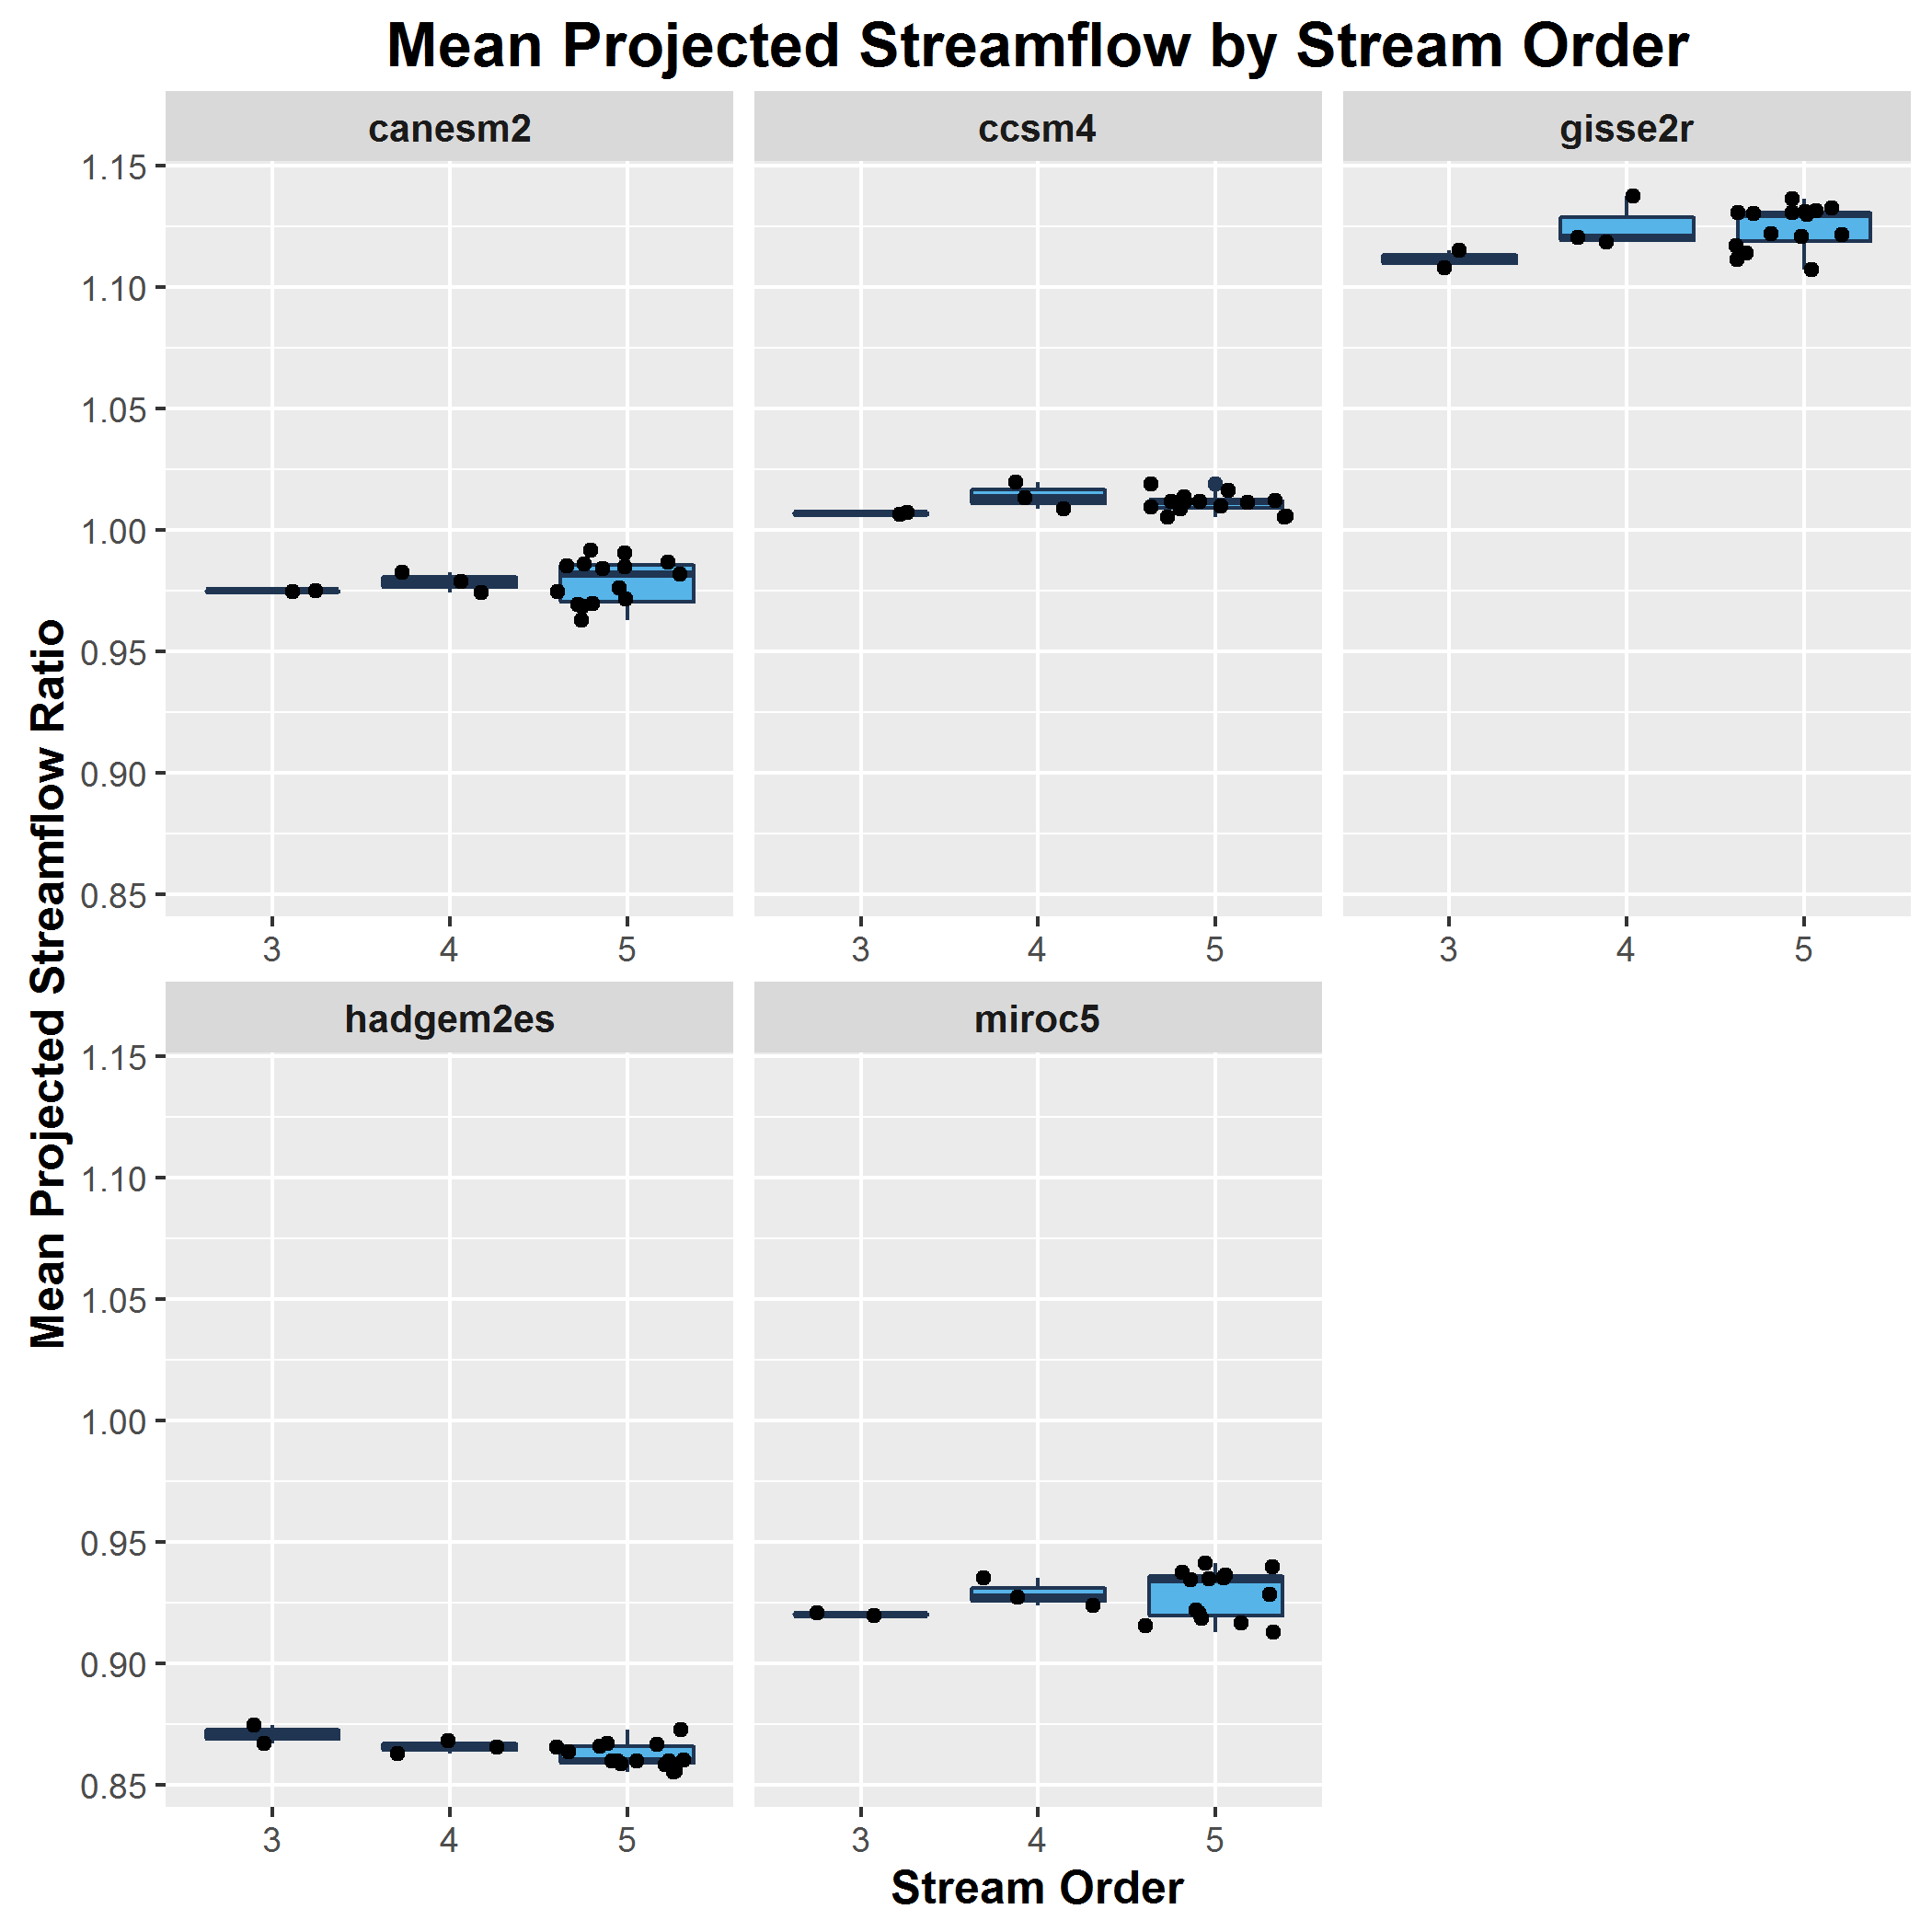 Mean Projected Streamflow by Stream Order
canesm2 ccsm4 gisse2r
1.15
1.10
1.05
1.00
0.95
0.90
0.85
3 4 5 3 4 5 3 4 5
Mean Projected Streamflow Ratio
hadgem2es miroc5
1.15
1.10
1.05
1.00
0.95
0.90
0.85
3 4 5 3 4 5
Stream Order